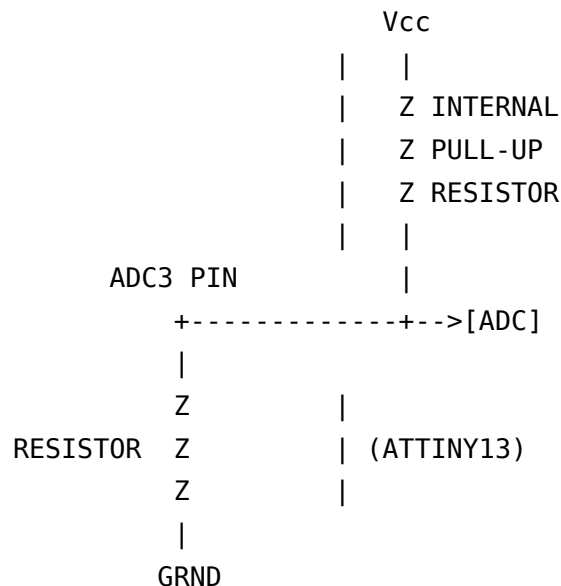 Vcc
| |
| Z INTERNAL
| Z PULL-UP
| Z RESISTOR
| |
ADC3 PIN |
+-------------+-->[ADC]
|
Z |
RESISTOR Z | (ATTINY13)
Z |
|
GRND